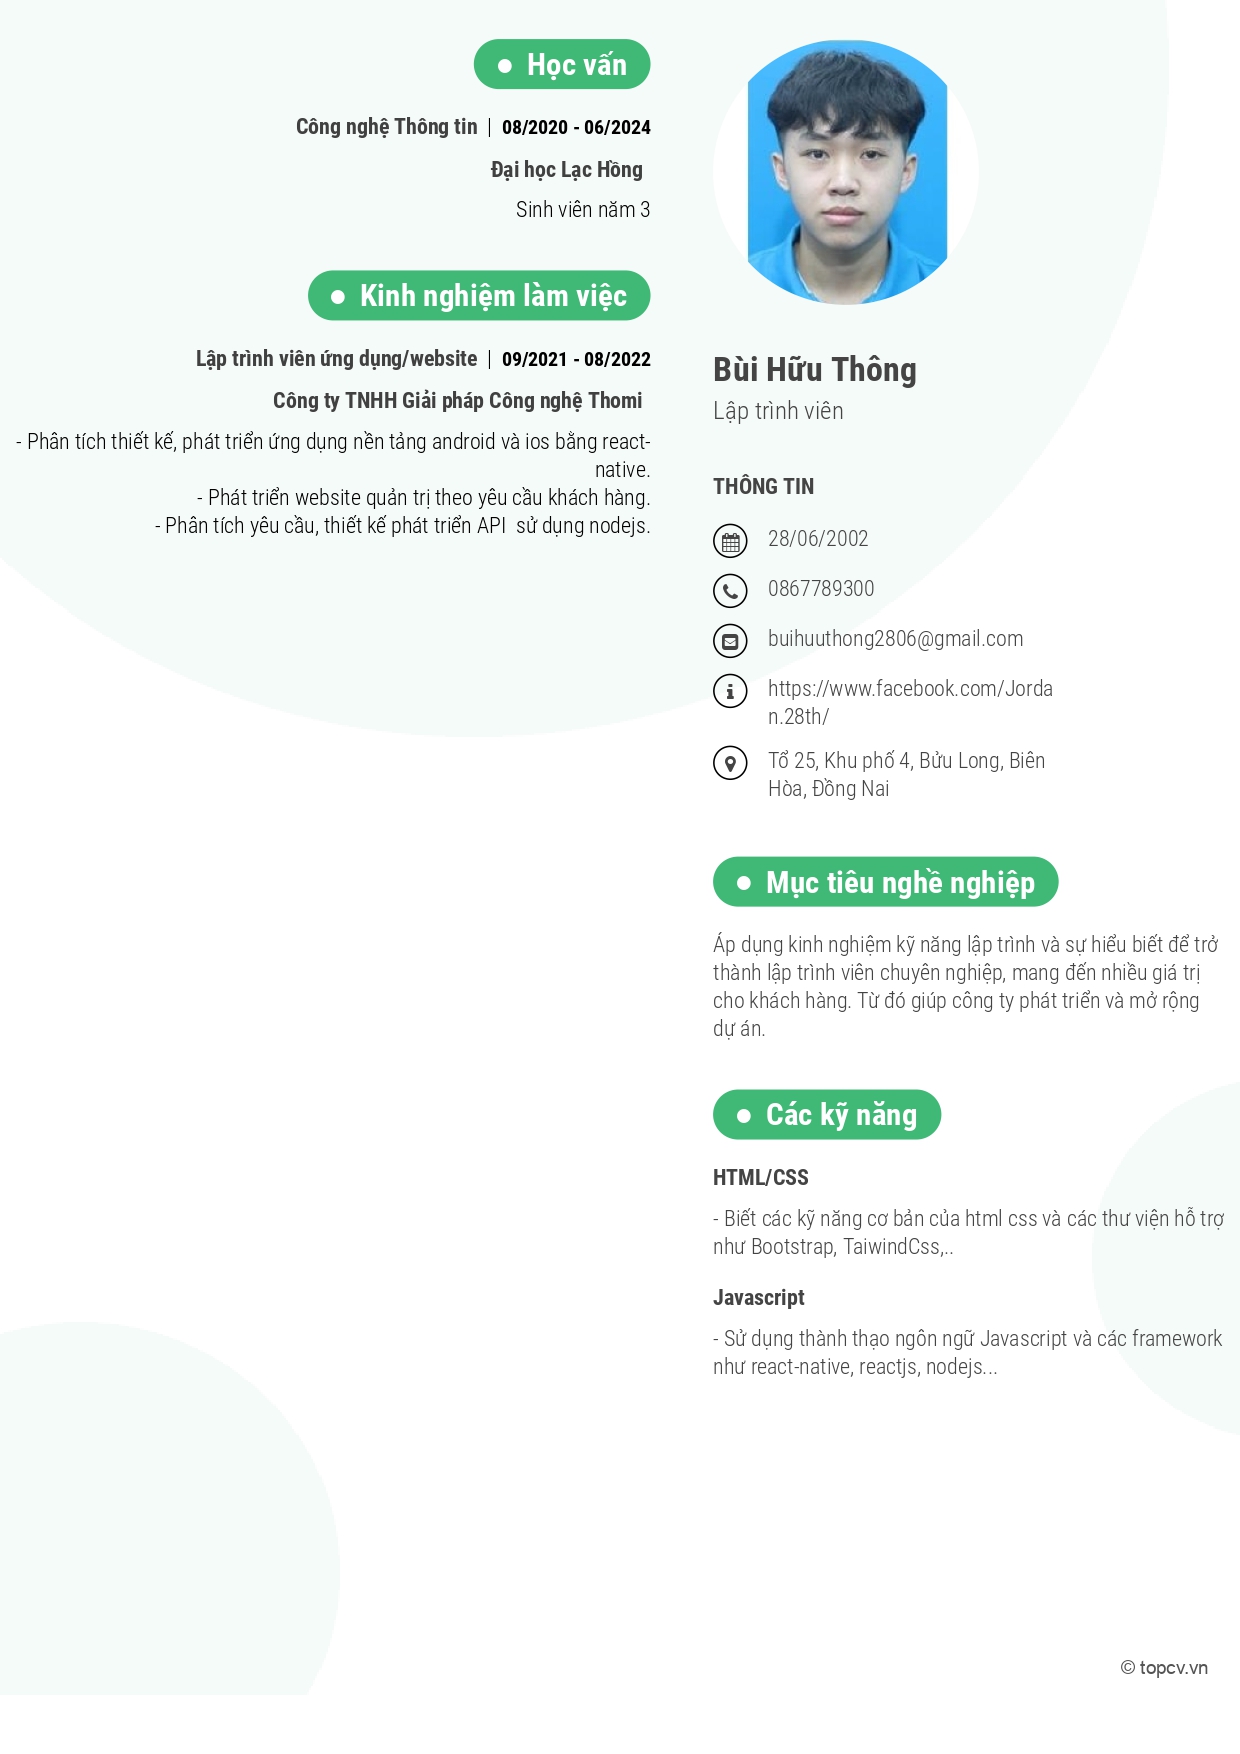 Học vấn
Công nghệ Thông tin | 08/2020 - 06/2024
Đại học Lạc Hồng
Sinh viên năm 3
Kinh nghiệm làm việc
Lập trình viên ứng dụng/website | 09/2021 - 08/2022
Công ty TNHH Giải pháp Công nghệ Thomi
- Phân tích thiết kế, phát triển ứng dụng nền tảng android và ios bằng react-
native.
- Phát triển website quản trị theo yêu cầu khách hàng.
- Phân tích yêu cầu, thiết kế phát triển API  sử dụng nodejs.
Bùi Hữu Thông
Lập trình viên
THÔNG TIN
28/06/2002
0867789300
buihuuthong2806@gmail.com
https://www.facebook.com/Jorda
n.28th/
Tổ 25, Khu phố 4, Bửu Long, Biên
Hòa, Đồng Nai
Mục tiêu nghề nghiệp
Áp dụng kinh nghiệm kỹ năng lập trình và sự hiểu biết để trở
thành lập trình viên chuyên nghiệp, mang đến nhiều giá trị
cho khách hàng. Từ đó giúp công ty phát triển và mở rộng
dự án.
Các kỹ năng
HTML/CSS
- Biết các kỹ năng cơ bản của html css và các thư viện hỗ trợ
như Bootstrap, TaiwindCss,..
Javascript
- Sử dụng thành thạo ngôn ngữ Javascript và các framework
như react-native, reactjs, nodejs...
© topcv.vn